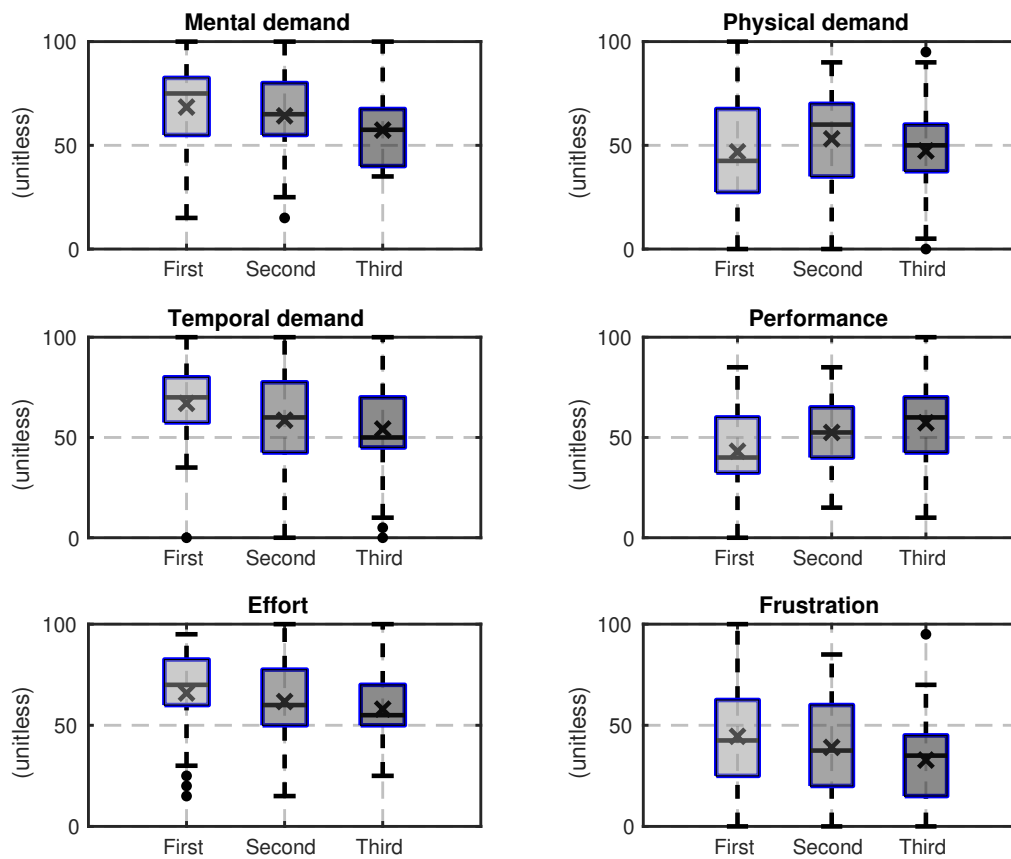 Mental demand
100
50
0
(unitless)
First Second Third
Physical demand
100
50
0
(unitless)
First Second Third
Temporal demand
100
50
0
(unitless)
First Second Third
Performance
100
50
0
(unitless)
First Second Third
Effort
100
50
0
(unitless)
First Second Third
Frustration
100
50
0
(unitless)
First Second Third